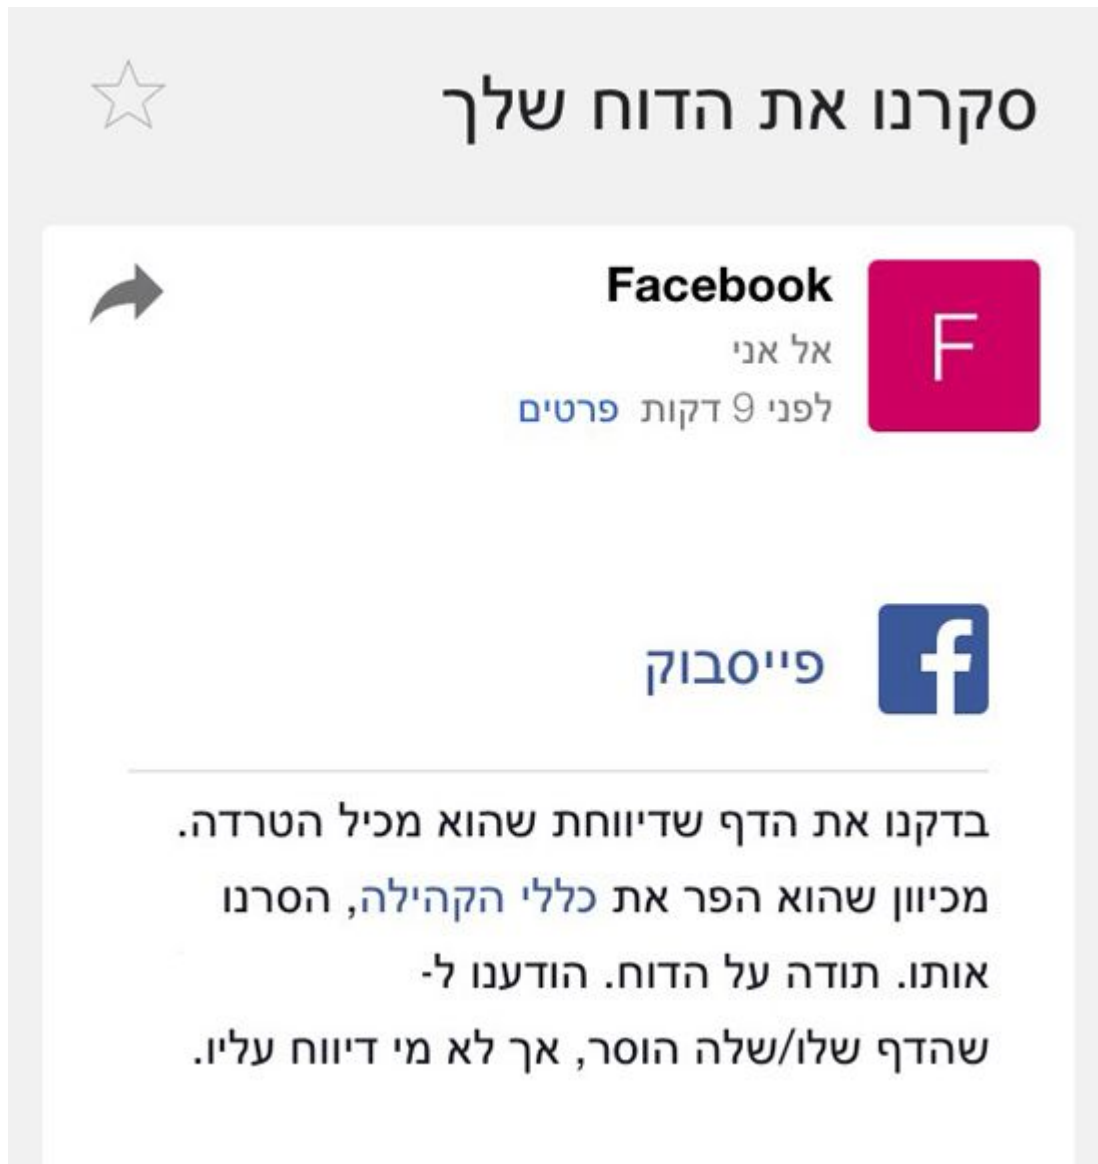 סקרנו את הדוח שלך
Facebook
F
אל אני
לפני 9 דקות פרטים
פייסבוק
בדקנו את הדף שדיווחת שהוא מכיל הטרדה.
מכיוון שהוא הפר את כללי הקהילה, הסרנו
אותו. תודה על הדוח. הודענו ל-
שהדף שלו/שלה הוסר, אך לא מי דיווח עליו.